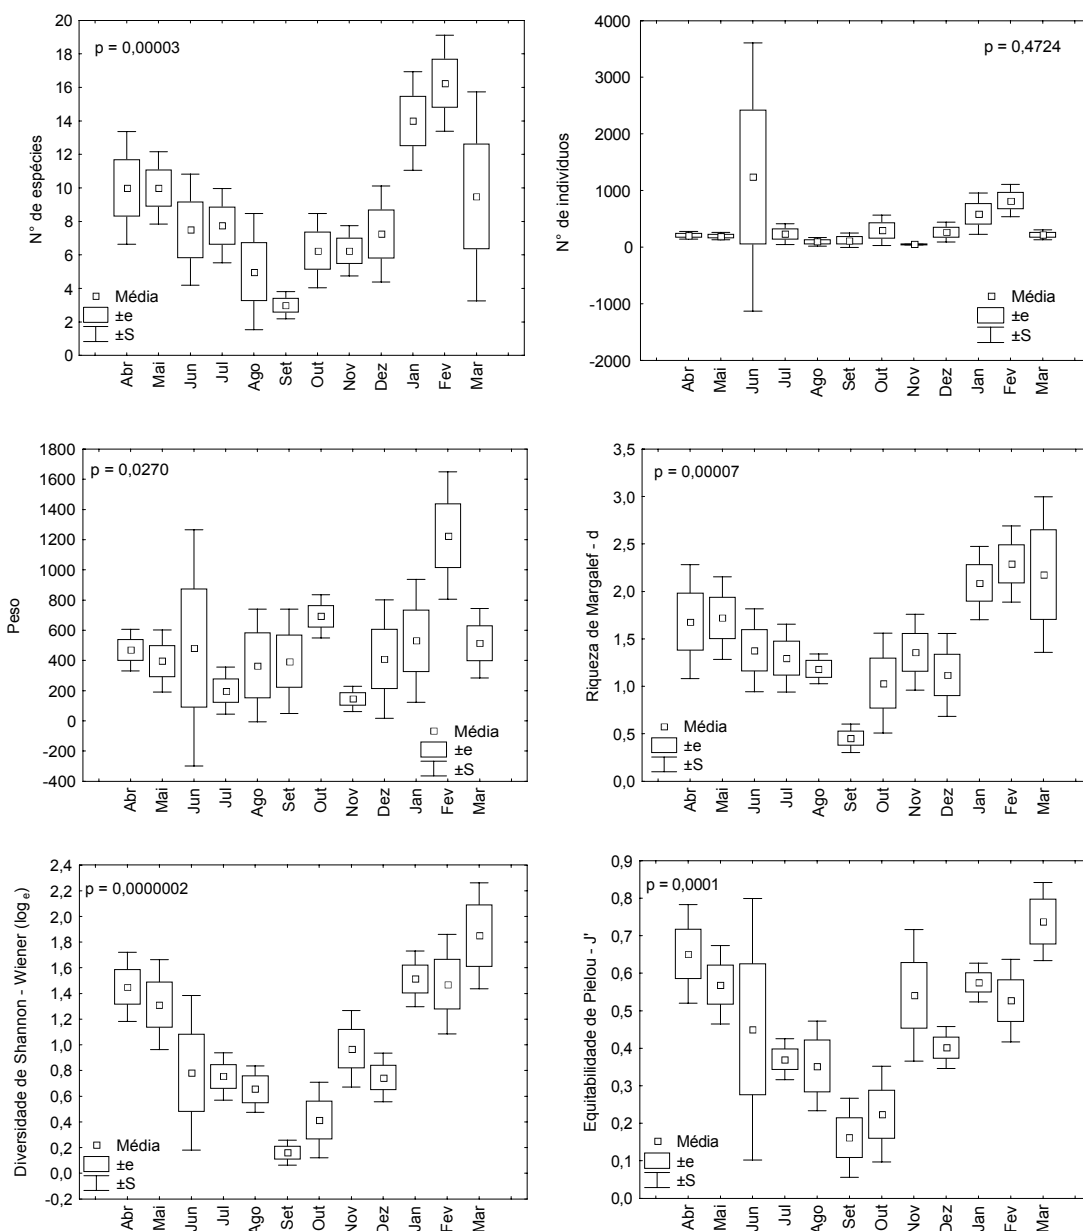 20
18
16
14
12
10
8
6
4
2
0
N° de espécies
p = 0,00003
Média
±e
±S
Abr Mai Jun Jul Ago Set Out Nov Dez Jan Fev Mar
4000
3000
2000
1000
0
-1000
-2000
N° de indivíduos
p = 0,4724
Média
±e
±S
Abr Mai Jun Jul Ago Set Out Nov Dez Jan Fev Mar
1800
1600
1400
1200
1000
800
600
400
200
0
-200
-400
Peso
p = 0,0270
Média
±e
±S
Abr Mai Jun Jul Ago Set Out Nov Dez Jan Fev Mar
3,5
3,0
2,5
2,0
1,5
1,0
0,5
0,0
Riqueza de Margalef - d
p = 0,00007
Média
±e
±S
Abr Mai Jun Jul Ago Set Out Nov Dez Jan Fev Mar
2,4
2,2
2,0
1,8
1,6
1,4
1,2
1,0
0,8
0,6
0,4
0,2
0,0
-0,2
Diversidade de Shannon - Wiener (log e)
p = 0,0000002
Média
±e
±S
Abr Mai Jun Jul Ago Set Out Nov Dez Jan Fev Mar
0,9
0,8
0,7
0,6
0,5
0,4
0,3
0,2
0,1
0,0
Equitabilidade de Pielou - J'
p = 0,0001
Média
±e
±S
Abr Mai Jun Jul Ago Set Out Nov Dez Jan Fev Mar